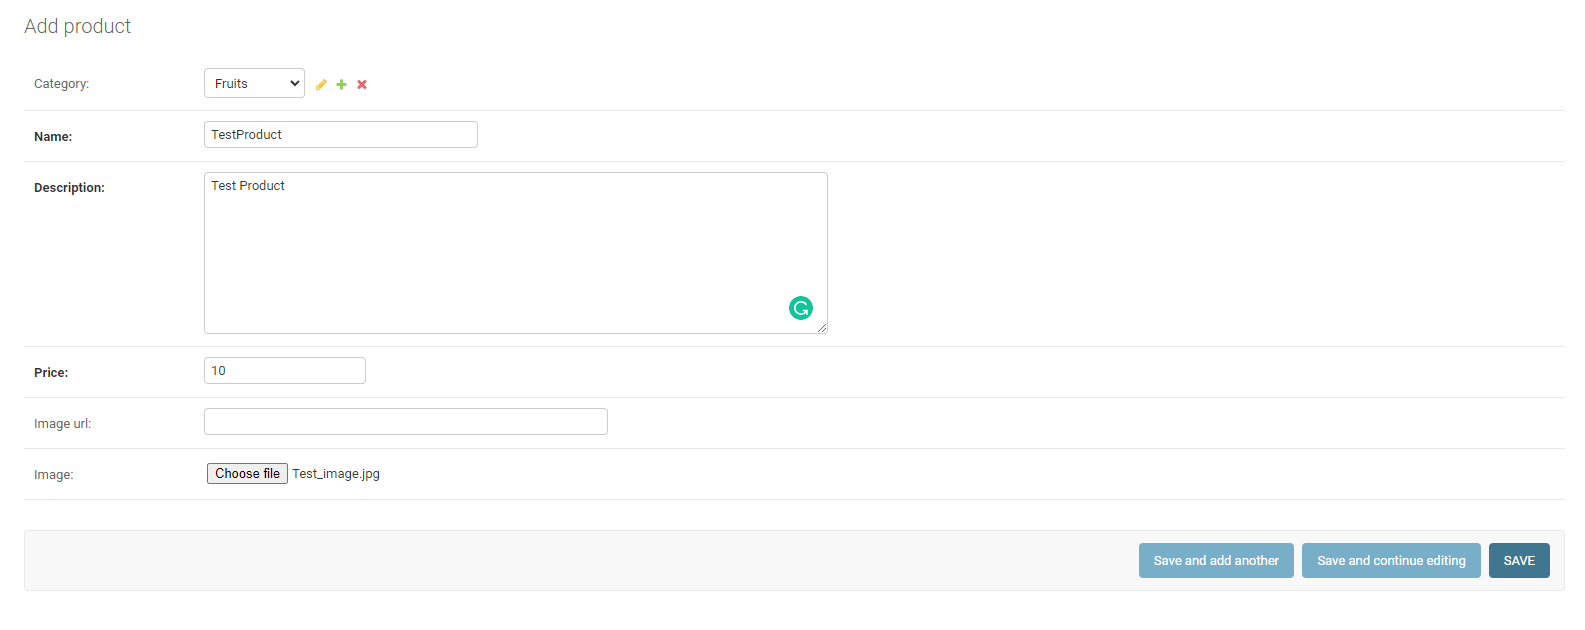 Add product
Category: Fruits
Name: TestProduct
Description: Test Product
Price: 10
Image url:
Image: Choose file Test_image.jpg
Save and add another Save and continue editing SAVE